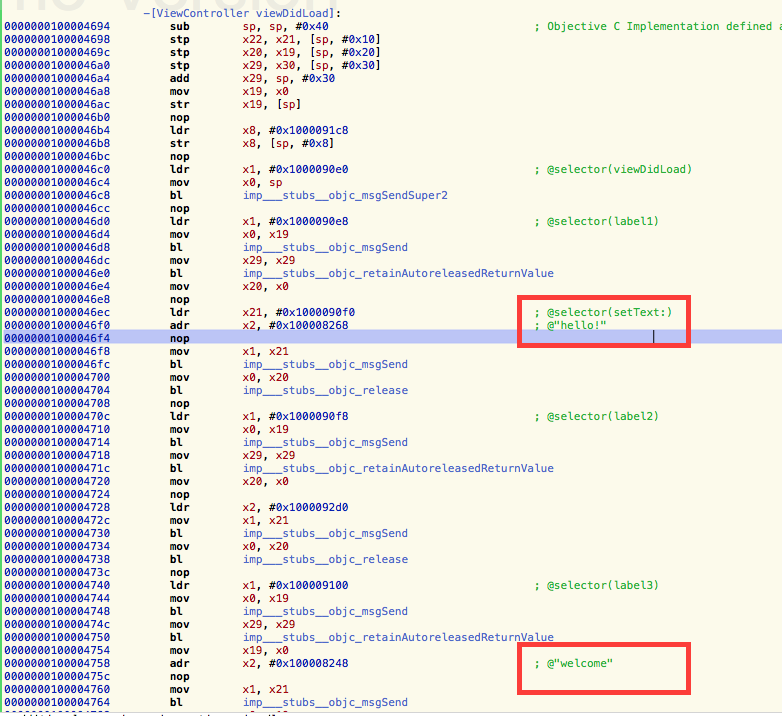 no version
-[ViewController viewDidLoad]:
0000000100004694 sub sp, sp, #0x40 ; Objective C Implementation defined a
0000000100004698 stp x22, x21, [sp, #0x10]
000000010000469c stp x20, x19, [sp, #0x20]
00000001000046a0 stp x29, x30, [sp, #0x30]
00000001000046a4 add x29, sp, #0x30
00000001000046a8 mov x19, x0
00000001000046ac str x19, [sp]
00000001000046b0 nop
00000001000046b4 ldr x8, #0x1000091c8
00000001000046b8 str x8, [sp, #0x8]
00000001000046bc nop
00000001000046c0 ldr x1, #0x1000090e0 ; @selector(viewDidLoad)
00000001000046c4 mov x0, sp
00000001000046c8 bl imp___stubs__objc_msgSendSuper2
00000001000046cc nop
00000001000046d0 ldr x1, #0x1000090e8 ; @selector(label1)
00000001000046d4 mov x0, x19
00000001000046d8 bl imp___stubs__objc_msgSend
00000001000046dc mov x29, x29
00000001000046e0 bl imp___stubs__objc_retainAutoreleasedReturnValue
00000001000046e4 mov x20, x0
00000001000046e8 nop
00000001000046ec ldr x21, #0x1000090f0 ; @selector(setText:)
00000001000046f0 adr x2, #0x100008268 ; @"hello!"
00000001000046f4 nop
00000001000046f8 mov x1, x21
00000001000046fc bl imp___stubs__objc_msgSend
0000000100004700 mov x0, x20
0000000100004704 bl imp___stubs__objc_release
0000000100004708 nop
000000010000470c ldr x1, #0x1000090f8 ; @selector(label2)
0000000100004710 mov x0, x19
0000000100004714 bl imp___stubs__objc_msgSend
0000000100004718 mov x29, x29
000000010000471c bl imp___stubs__objc_retainAutoreleasedReturnValue
0000000100004720 mov x20, x0
0000000100004724 nop
0000000100004728 ldr x2, #0x1000092d0
000000010000472c mov x1, x21
0000000100004730 bl imp___stubs__objc_msgSend
0000000100004734 mov x0, x20
0000000100004738 bl imp___stubs__objc_release
000000010000473c nop
0000000100004740 ldr x1, #0x100009100 ; @selector(label3)
0000000100004744 mov x0, x19
0000000100004748 bl imp___stubs__objc_msgSend
000000010000474c mov x29, x29
0000000100004750 bl imp___stubs__objc_retainAutoreleasedReturnValue
0000000100004754 mov x19, x0
0000000100004758 adr x2, #0x100008248 ; @"welcome"
000000010000475c nop
0000000100004760 mov x1, x21
0000000100004764 bl imp___stubs__objc_msgSend